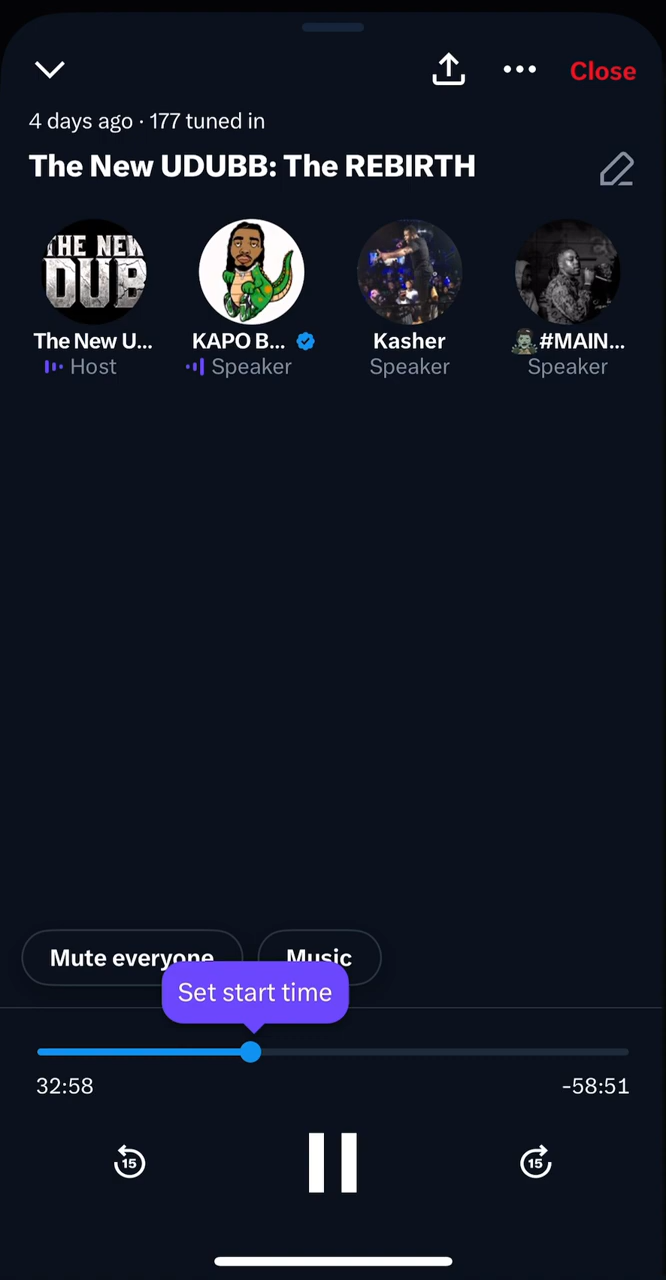 Close
4 days ago · 177 tuned in
The New UDUBB: The REBIRTH
THE NEW
DUB
The New U...
Host
KAPO B...
Speaker
Kasher
Speaker
#MAIN...
Speaker
Mute everyone
Music
Set start time
32:58
-58:51
15
15